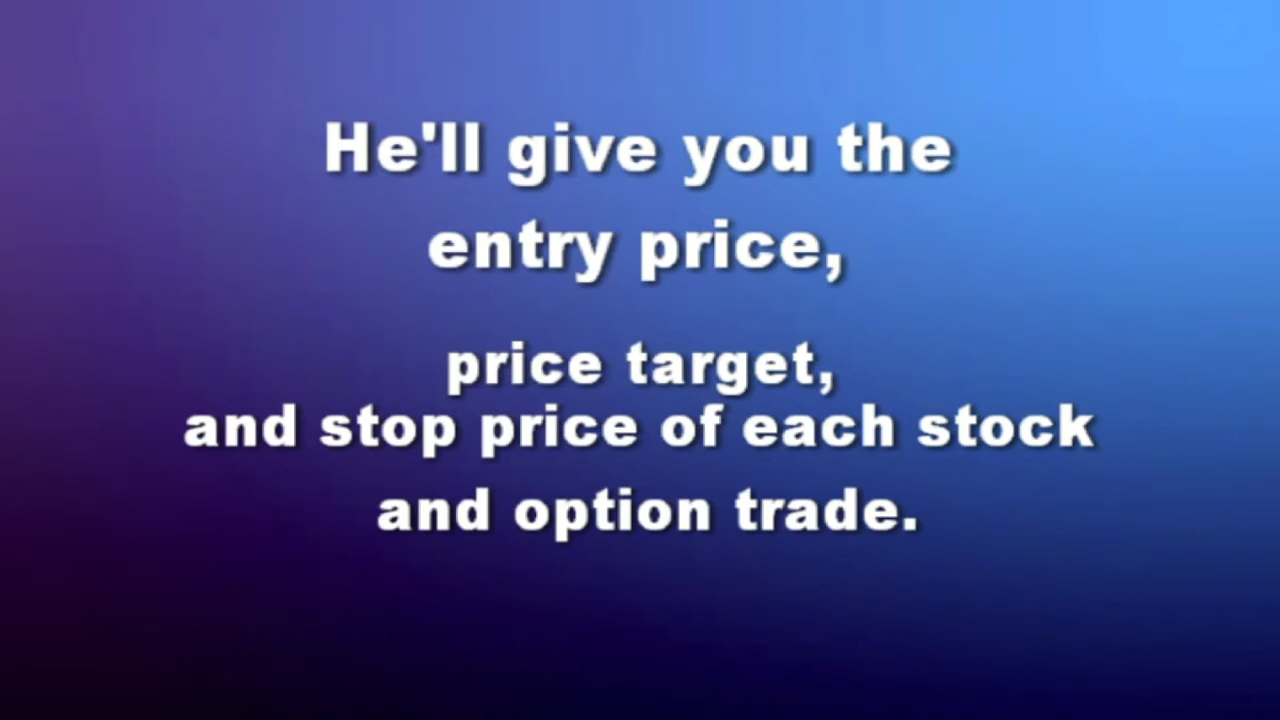 He'll give you the
entry price,
price target,
and stop price of each stock
and option trade.